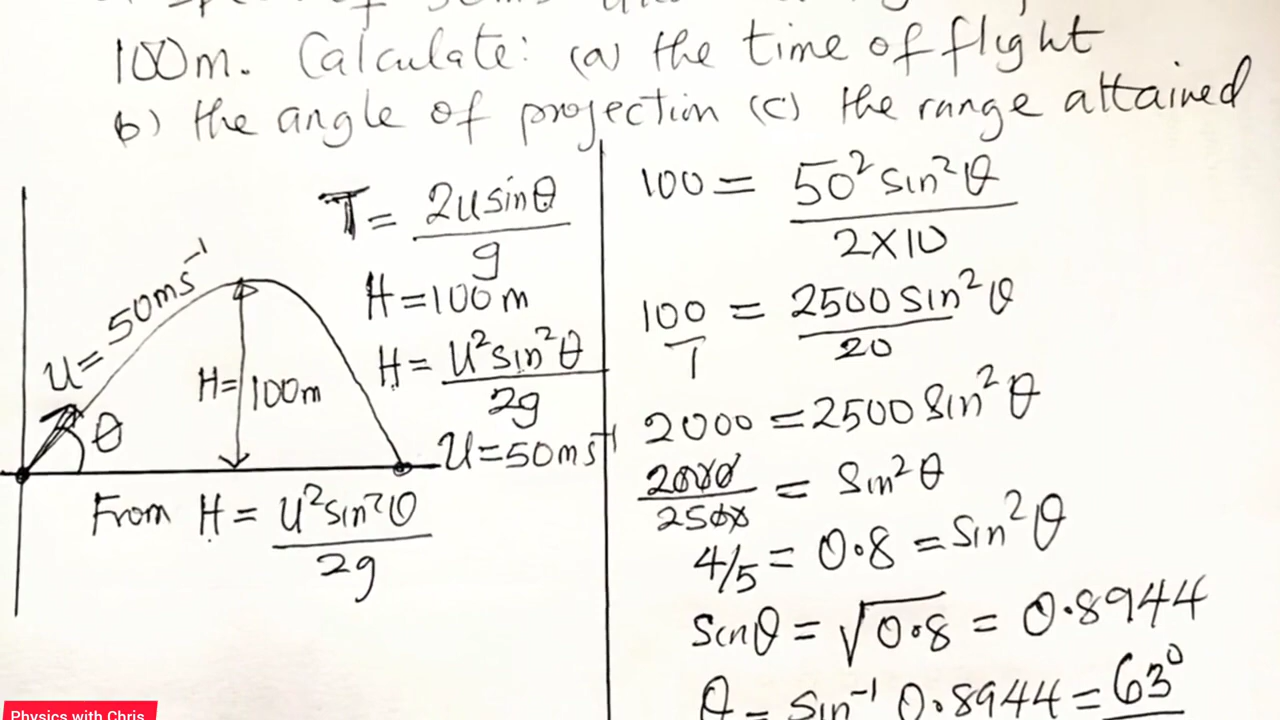 100m. Calculate: (a) the time of flight
b) the angle of projection (c) the range attained
T = 2usinθ / g
H = 100m
H = U²sin²θ / 2g
U = 50ms⁻¹
U = 50ms⁻¹
H = 100m
θ
From H = U²sin²θ / 2g
100 = 50² sin²θ / 2×10
100 / 1 = 2500 sin²θ / 20
2000 = 2500 sin²θ
2000 / 2500 = sin²θ
4/5 = 0.8 = sin²θ
sinθ = √0.8 = 0.8944
θ = sin⁻¹ 0.8944 = 63⁰
Physics with Chris